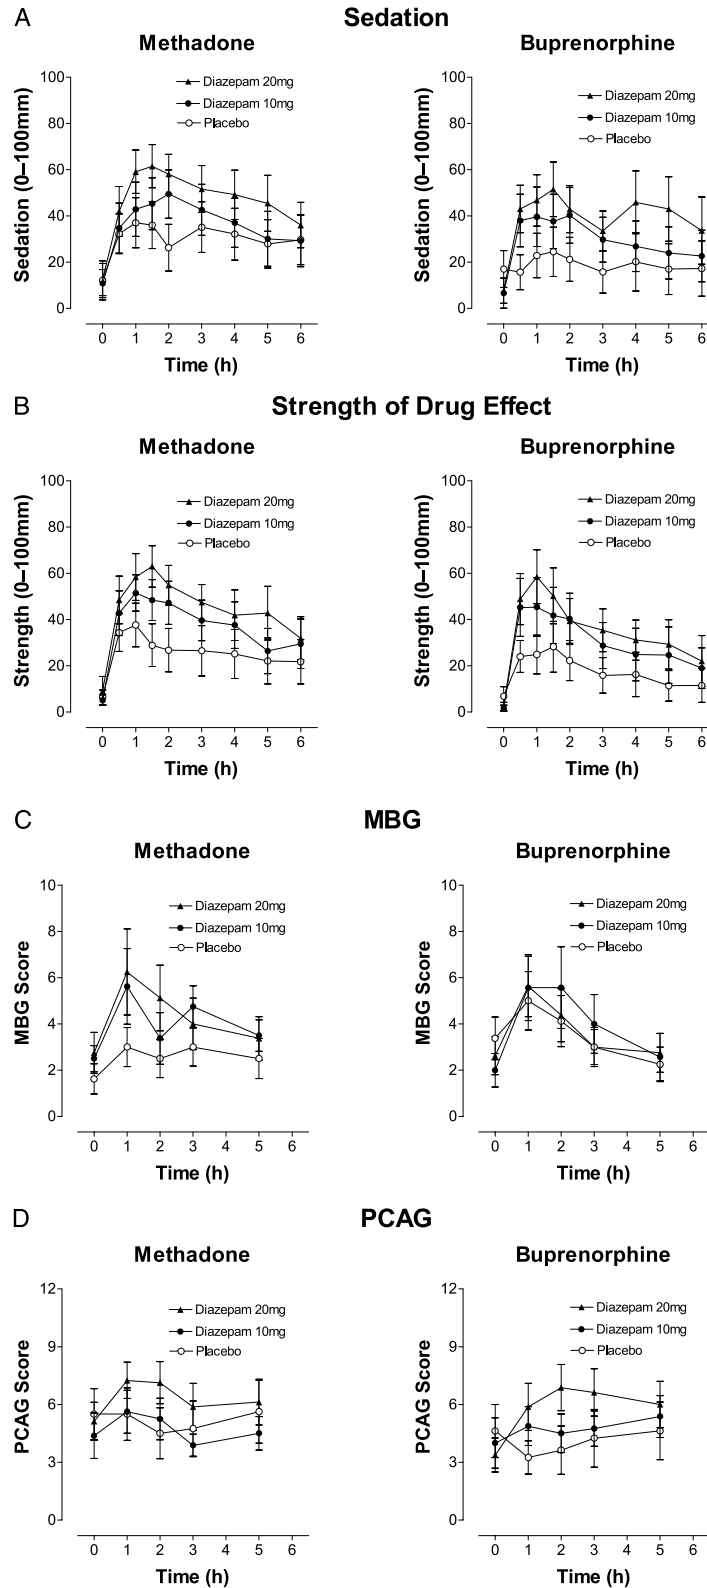 A Sedation
Methadone Buprenorphine
Diazepam 20mg
Diazepam 10mg
Placebo
Diazepam 20mg
Diazepam 10mg
Placebo
100
80
60
40
20
0
Sedation (0–100mm)
0 1 2 3 4 5 6
Time (h)
100
80
60
40
20
0
Sedation (0–100mm)
0 1 2 3 4 5 6
Time (h)
B Strength of Drug Effect
Methadone Buprenorphine
Diazepam 20mg
Diazepam 10mg
Placebo
Diazepam 20mg
Diazepam 10mg
Placebo
100
80
60
40
20
0
Strength (0–100mm)
0 1 2 3 4 5 6
Time (h)
100
80
60
40
20
0
Strength (0–100mm)
0 1 2 3 4 5 6
Time (h)
C MBG
Methadone Buprenorphine
Diazepam 20mg
Diazepam 10mg
Placebo
Diazepam 20mg
Diazepam 10mg
Placebo
10
8
6
4
2
0
MBG Score
0 1 2 3 4 5 6
Time (h)
10
8
6
4
2
0
MBG Score
0 1 2 3 4 5 6
Time (h)
D PCAG
Methadone Buprenorphine
Diazepam 20mg
Diazepam 10mg
Placebo
Diazepam 20mg
Diazepam 10mg
Placebo
12
9
6
3
0
PCAG Score
0 1 2 3 4 5 6
Time (h)
12
9
6
3
0
PCAG Score
0 1 2 3 4 5 6
Time (h)